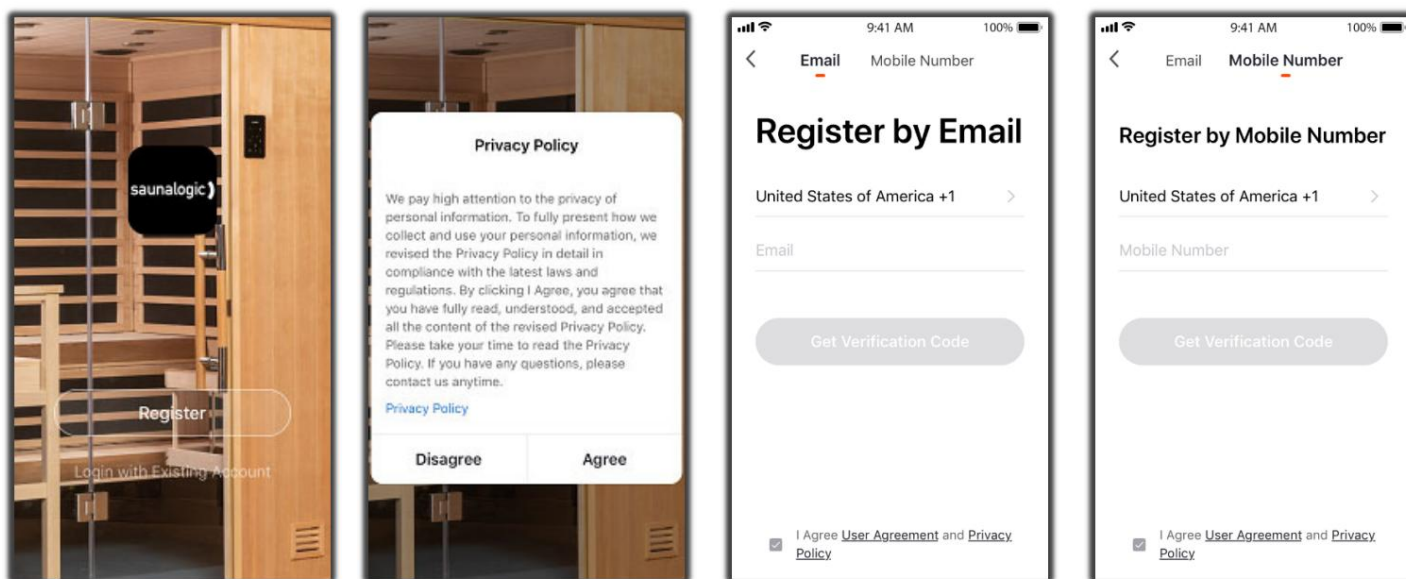 saunalogic
Register
Login with Existing Account
Privacy Policy
We pay high attention to the privacy of
personal information. To fully present how we
collect and use your personal information, we
revised the Privacy Policy in detail in
compliance with the latest laws and
regulations. By clicking I Agree, you agree that
you have fully read, understood, and accepted
all the content of the revised Privacy Policy.
Please take your time to read the Privacy
Policy. If you have any questions, please
contact us anytime.
Privacy Policy
Disagree Agree
9:41 AM 100%
Email Mobile Number
Register by Email
United States of America +1
Email
Get Verification Code
I Agree User Agreement and Privacy
Policy
9:41 AM 100%
Email Mobile Number
Register by Mobile Number
United States of America +1
Mobile Number
Get Verification Code
I Agree User Agreement and Privacy
Policy